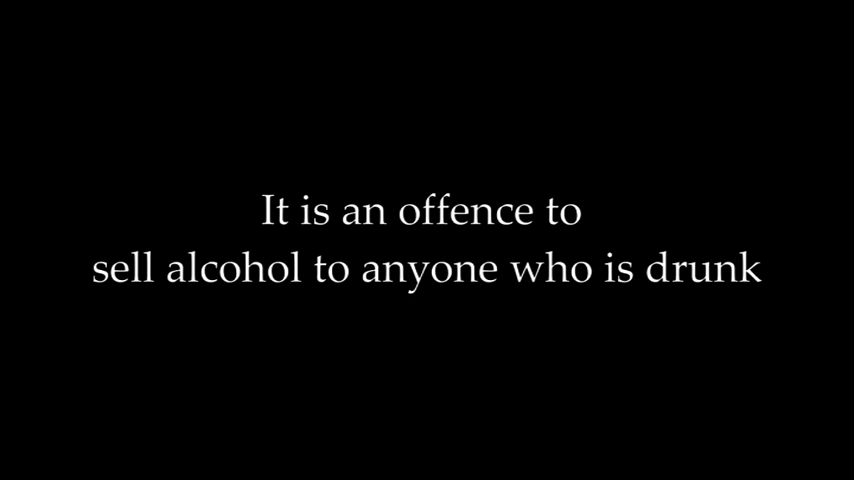 It is an offence to
sell alcohol to anyone who is drunk